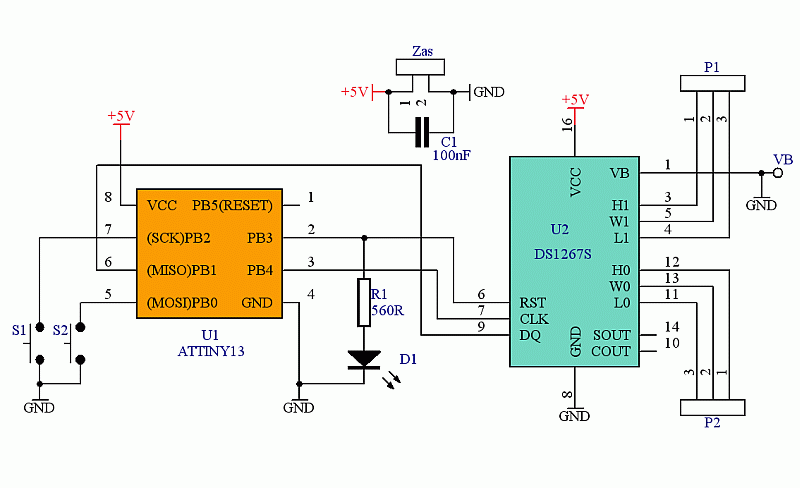 Zas
+5V
GND
1
2
C1
100nF
P1
1
2
3
+5V
16
+5V
VCC
VB
1
VB
GND
H1
3
W1
5
L1
4
U2
DS1267S
H0
12
W0
13
L0
11
6
RST
7
CLK
9
DQ
SOUT
14
COUT
10
GND
8
GND
3
2
1
P2
8
VCC
PB5(RESET)
1
7
(SCK)PB2
PB3
2
6
(MISO)PB1
PB4
3
5
(MOSI)PB0
GND
4
U1
ATTINY13
S1
S2
GND
R1
560R
D1
GND